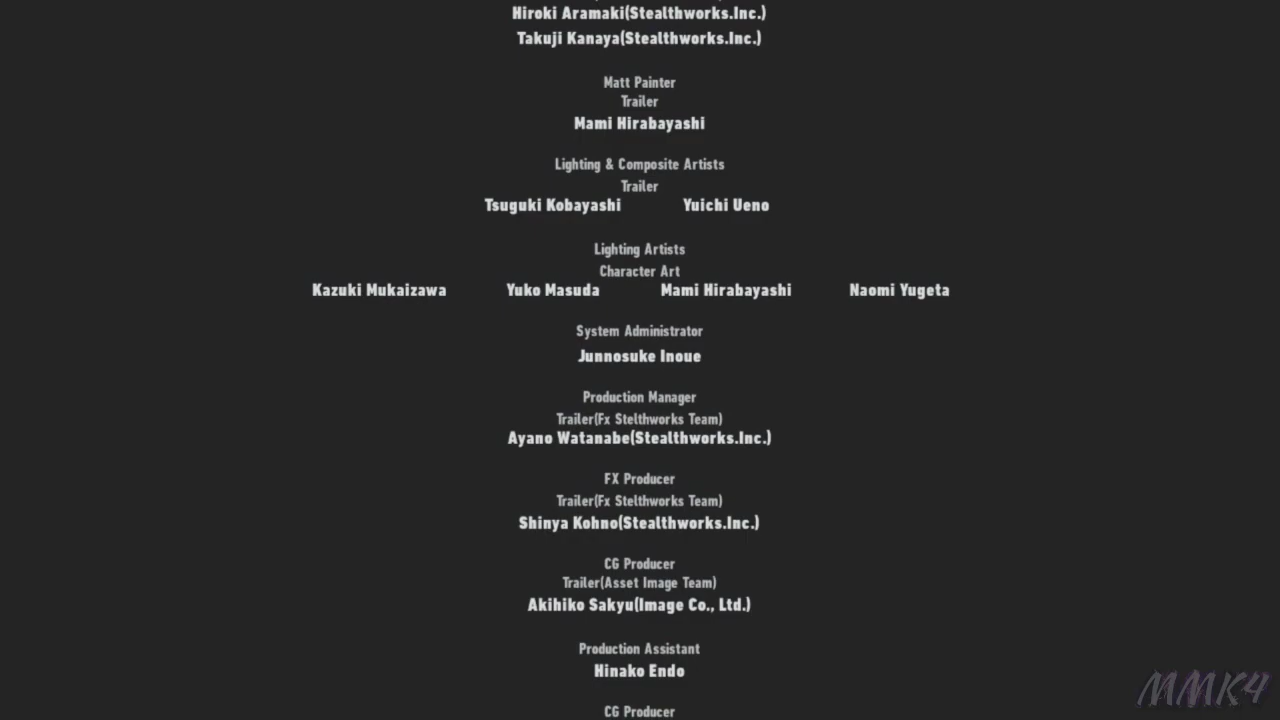 Hiroki Aramaki(Stealthworks.Inc.)
Takuji Kanaya(Stealthworks.Inc.)
Matt Painter
Trailer
Mami Hirabayashi
Lighting & Composite Artists
Trailer
Tsuguki Kobayashi Yuichi Ueno
Lighting Artists
Character Art
Kazuki Mukaizawa Yuko Masuda Mami Hirabayashi Naomi Yugeta
System Administrator
Junnosuke Inoue
Production Manager
Trailer(Fx Stelthworks Team)
Ayano Watanabe(Stealthworks.Inc.)
FX Producer
Trailer(Fx Stelthworks Team)
Shinya Kohno(Stealthworks.Inc.)
CG Producer
Trailer(Asset Image Team)
Akihiko Sakyu(Image Co., Ltd.)
Production Assistant
Hinako Endo
CG Producer
MMK4